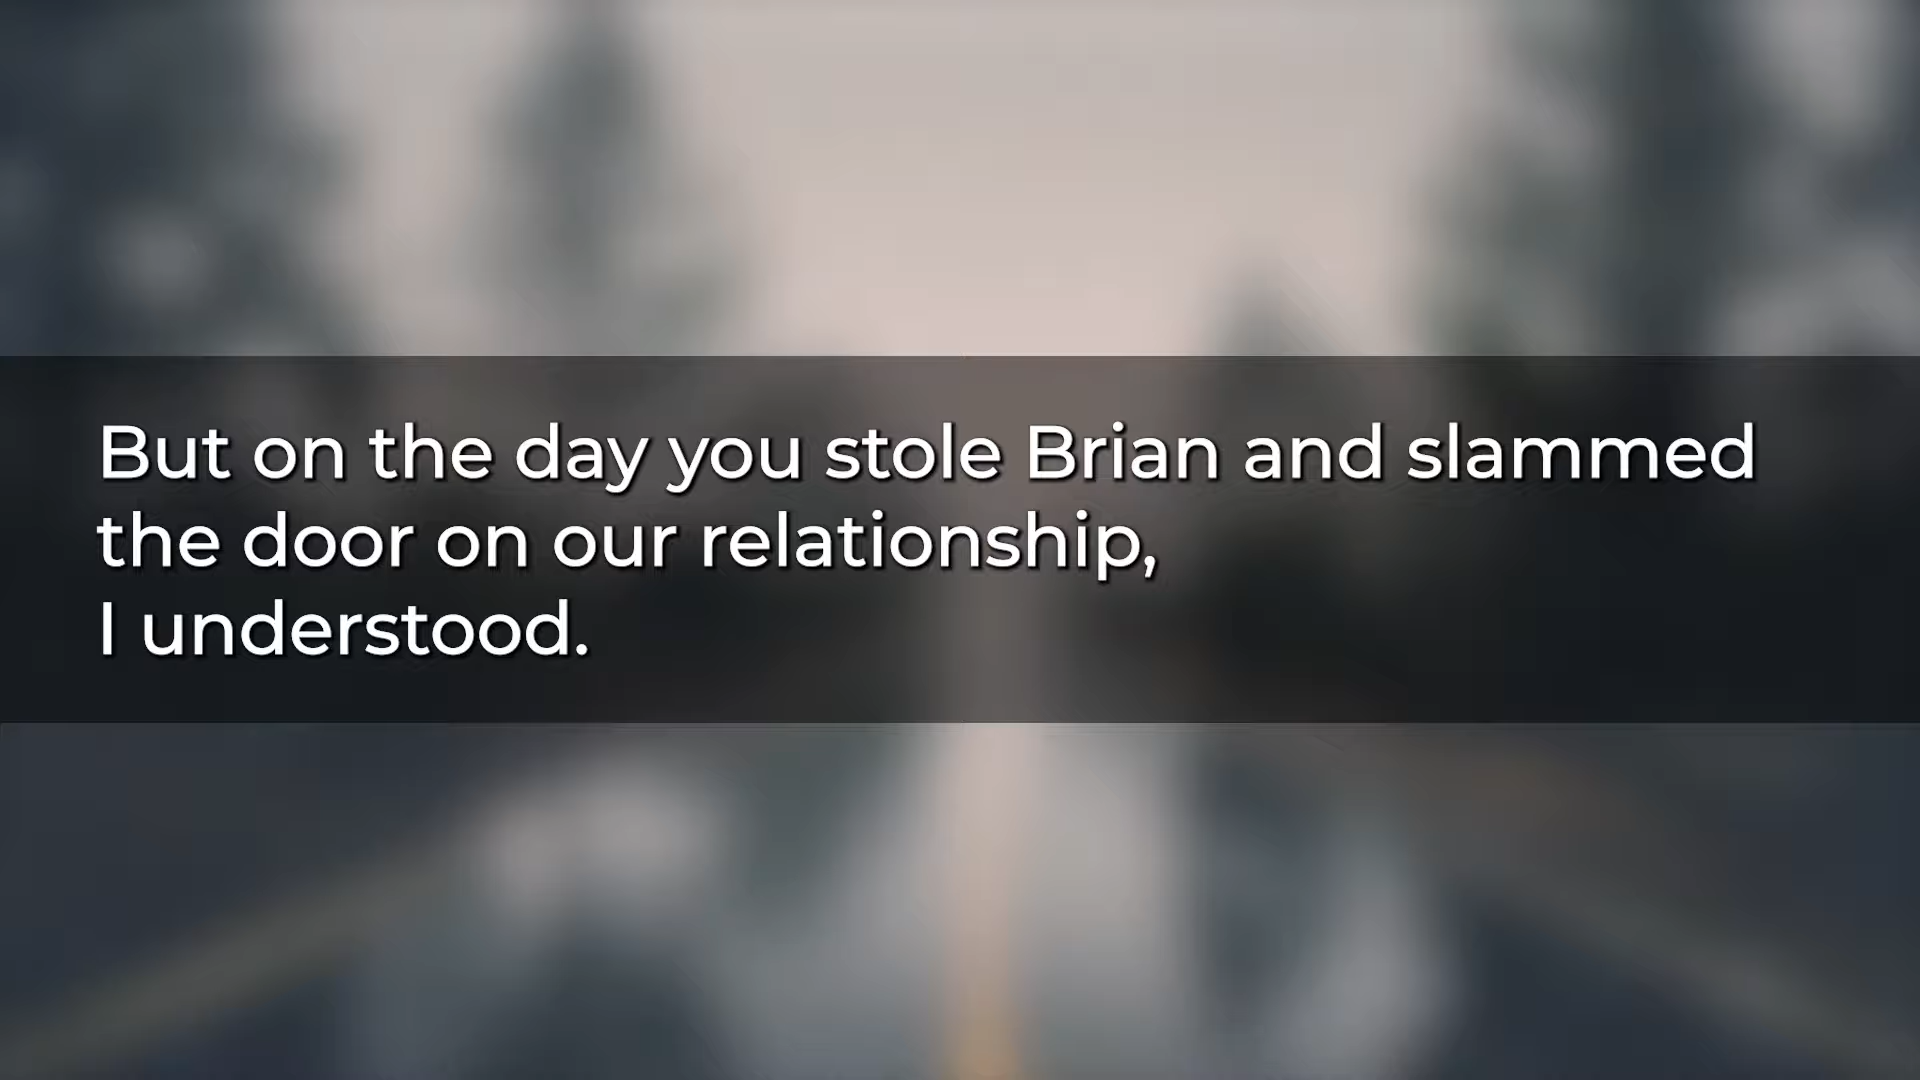 But on the day you stole Brian and slammed
the door on our relationship,
I understood.